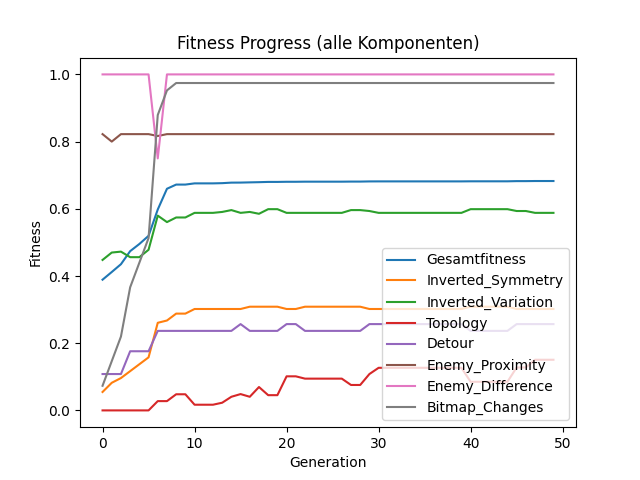 Fitness Progress (alle Komponenten)
1.0
0.8
0.6
0.4
0.2
0.0
Fitness
Gesamtfitness
Inverted_Symmetry
Inverted_Variation
Topology
Detour
Enemy_Proximity
Enemy_Difference
Bitmap_Changes
0 10 20 30 40 50
Generation